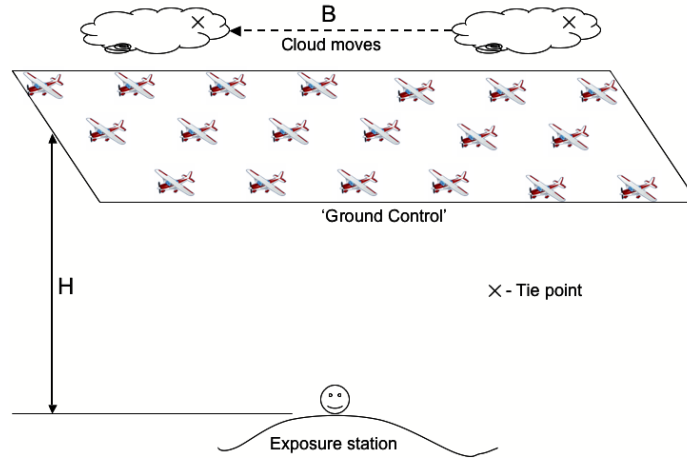 B
Cloud moves
'Ground Control'
H
× - Tie point
Exposure station